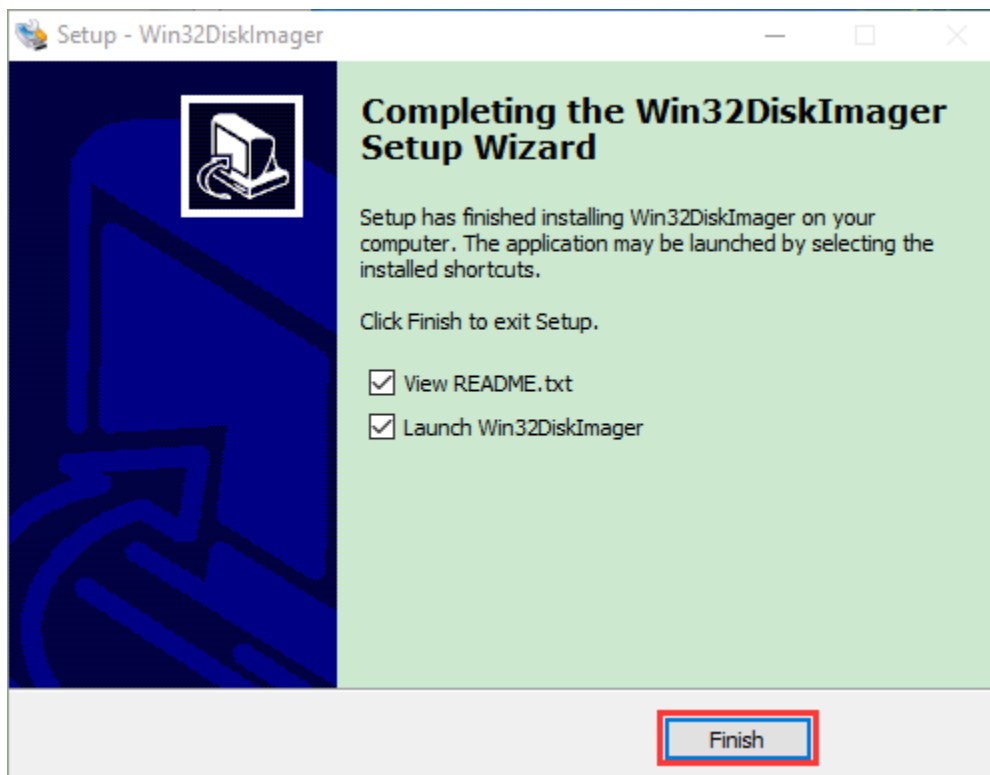 Setup - Win32DiskImager
Completing the Win32DiskImager
Setup Wizard
Setup has finished installing Win32DiskImager on your
computer. The application may be launched by selecting the
installed shortcuts.
Click Finish to exit Setup.
View README.txt
Launch Win32DiskImager
Finish